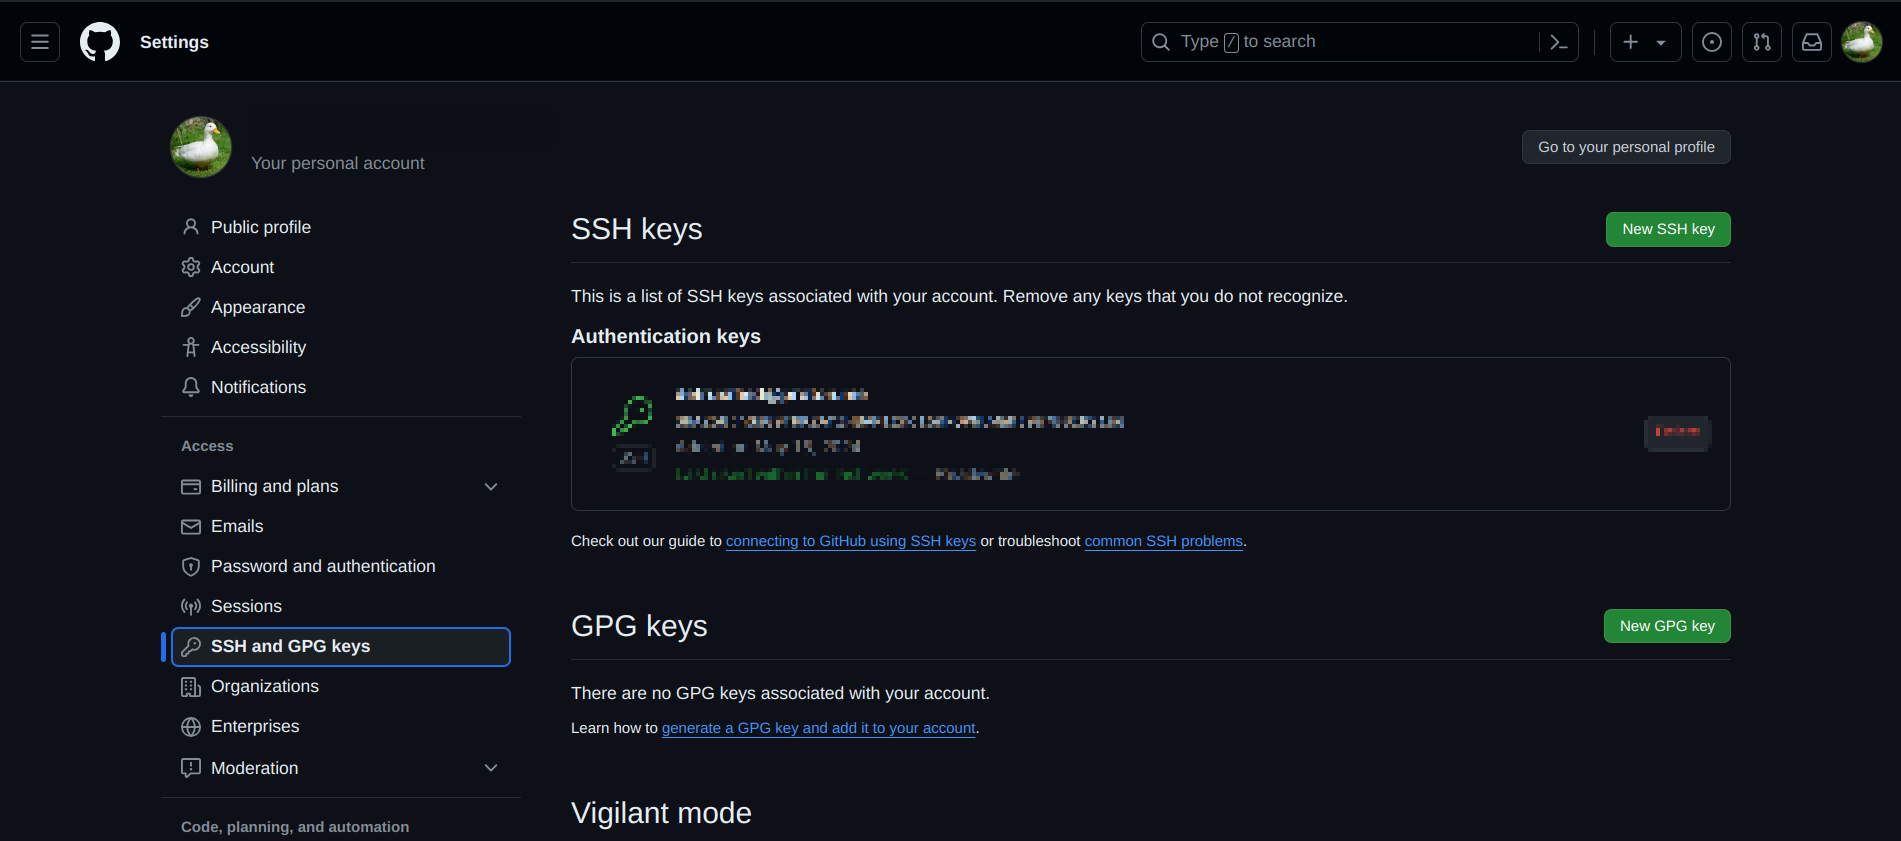 Settings
Type / to search
Your personal account
Go to your personal profile
Public profile
Account
Appearance
Accessibility
Notifications
Access
Billing and plans
Emails
Password and authentication
Sessions
SSH and GPG keys
Organizations
Enterprises
Moderation
Code, planning, and automation
SSH keys
New SSH key
This is a list of SSH keys associated with your account. Remove any keys that you do not recognize.
Authentication keys
Check out our guide to connecting to GitHub using SSH keys or troubleshoot common SSH problems.
GPG keys
New GPG key
There are no GPG keys associated with your account.
Learn how to generate a GPG key and add it to your account.
Vigilant mode